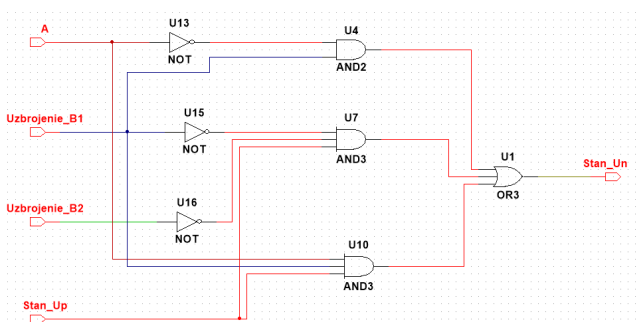 A
U13
NOT
U4
AND2
Uzbrojenie_B1
U15
NOT
U7
AND3
U1
OR3
Stan_Un
Uzbrojenie_B2
U16
NOT
U10
AND3
Stan_Up